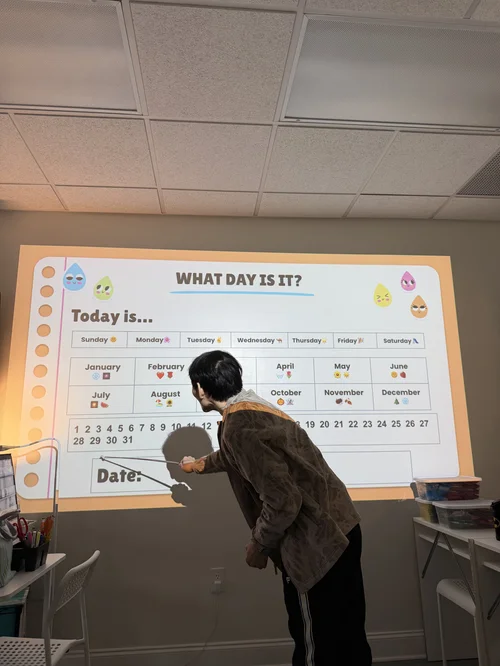 WHAT DAY IS IT?
Today is...
Sunday Monday Tuesday Wednesday Thursday Friday Saturday
January February April May June
July August October November December
1 2 3 4 5 6 7 8 9 10 11 12 20 21 22 23 24 25 26 27
28 29 30 31
Date: